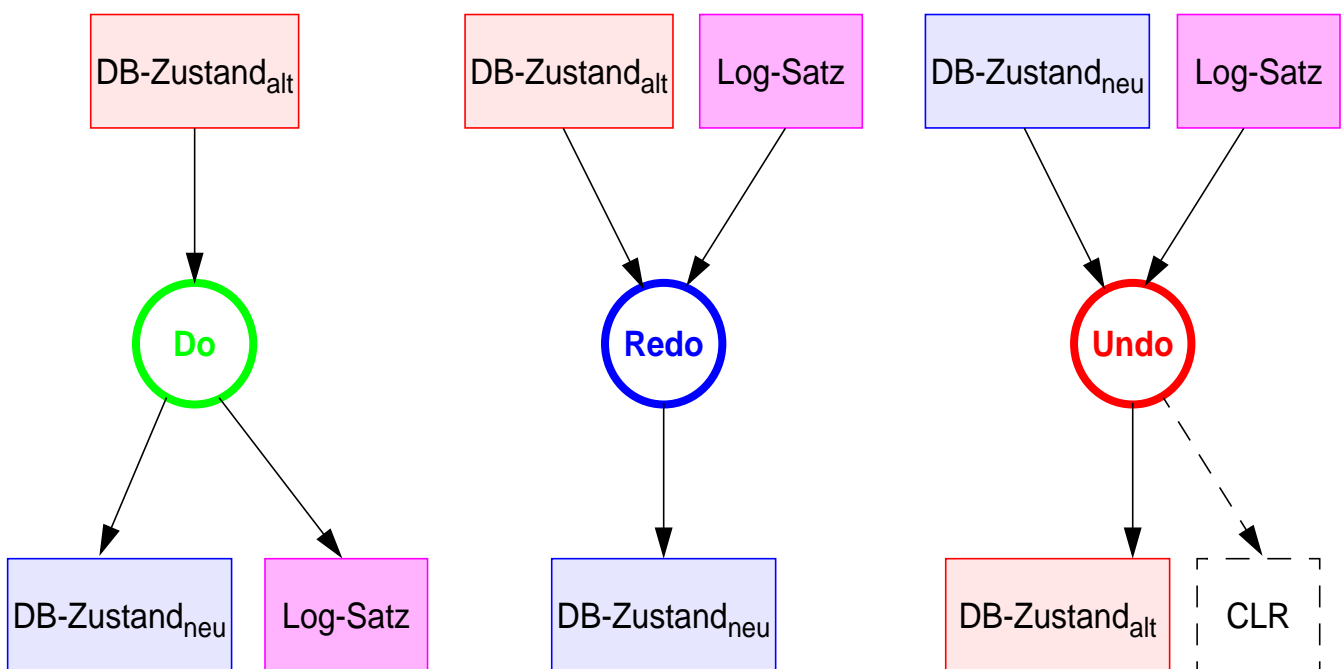 DB-Zustand_alt
DB-Zustand_alt
Log-Satz
DB-Zustand_neu
Log-Satz
Do
Redo
Undo
DB-Zustand_neu
Log-Satz
DB-Zustand_neu
DB-Zustand_alt
CLR